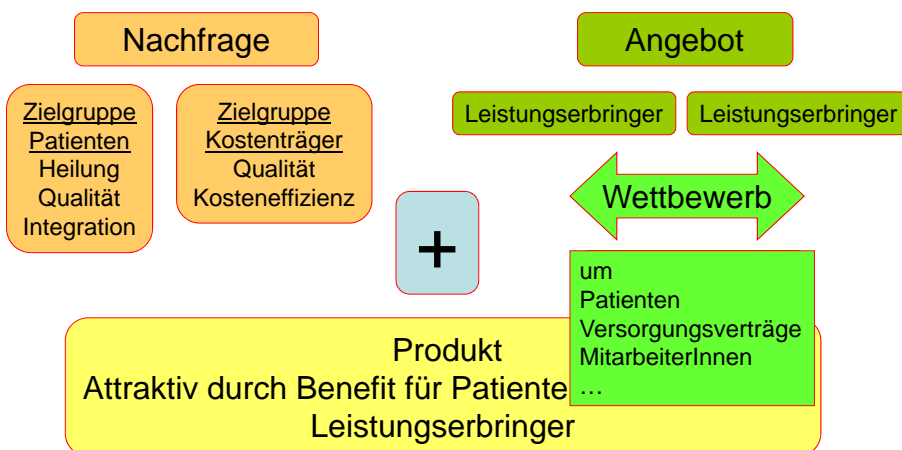 Nachfrage
Zielgruppe
Patienten
Heilung
Qualität
Integration
Zielgruppe
Kostenträger
Qualität
Kosteneffizienz
Angebot
Leistungserbringer
Leistungserbringer
Wettbewerb
+
um
Patienten
Versorgungsverträge
MitarbeiterInnen
…
Produkt
Attraktiv durch Benefit für
Leistungserbringer